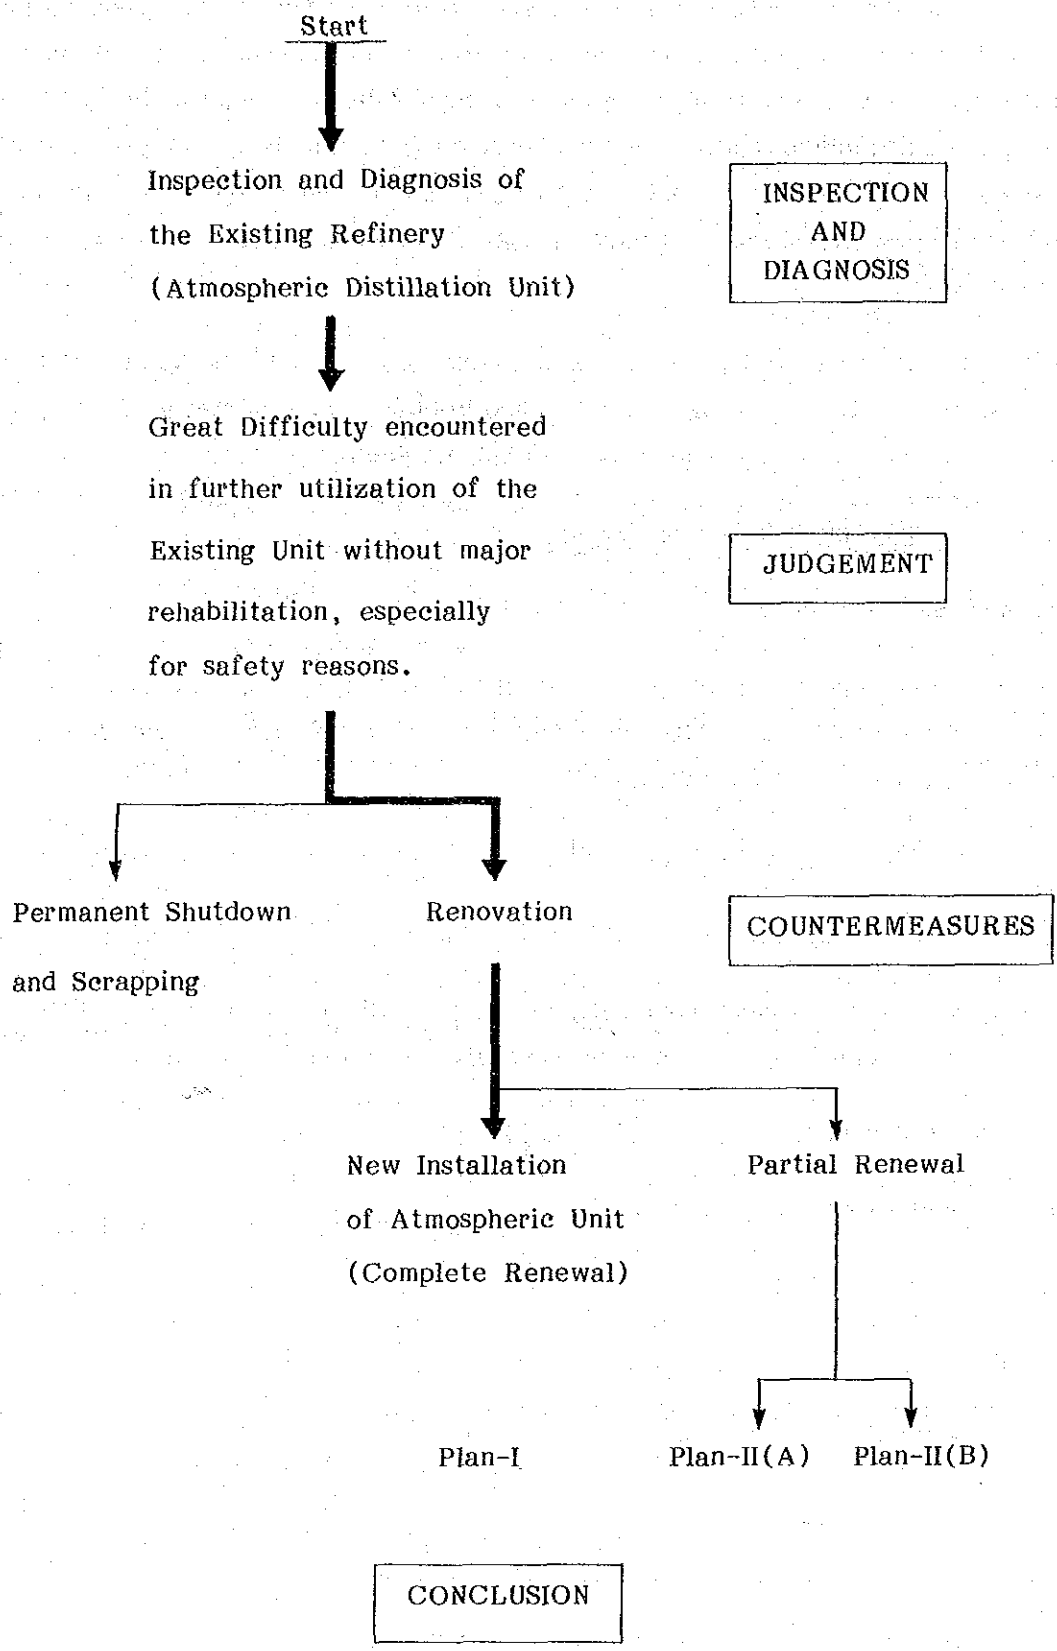 Start
Inspection and Diagnosis of
the Existing Refinery
(Atmospheric Distillation Unit)
INSPECTION
AND
DIAGNOSIS
Great Difficulty encountered
in further utilization of the
Existing Unit without major
rehabilitation, especially
for safety reasons.
JUDGEMENT
Permanent Shutdown
and Scrapping
Renovation
COUNTERMEASURES
New Installation
of Atmospheric Unit
(Complete Renewal)
Partial Renewal
Plan-I
Plan-II(A)
Plan-II(B)
CONCLUSION